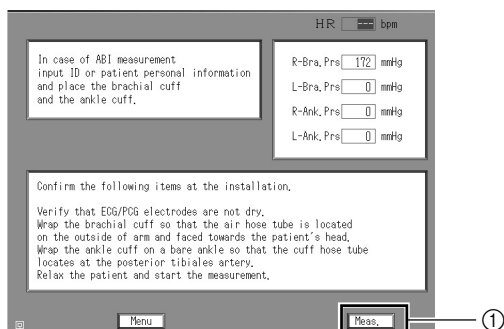 HR --- bpm
In case of ABI measurement
input ID or patient personal information
and place the brachial cuff
and the ankle cuff.
R-Bra.Prs 172 mmHg
L-Bra.Prs 0 mmHg
R-Ank.Prs 0 mmHg
L-Ank.Prs 0 mmHg
Confirm the following items at the installation.
Verify that ECG/PCG electrodes are not dry.
Wrap the brachial cuff so that the air hose tube is located
on the outside of arm and faced towards the patient's head.
Wrap the ankle cuff on a bare ankle so that the cuff hose tube
locates at the posterior tibiales artery.
Relax the patient and start the measurement.
Menu Meas. ①